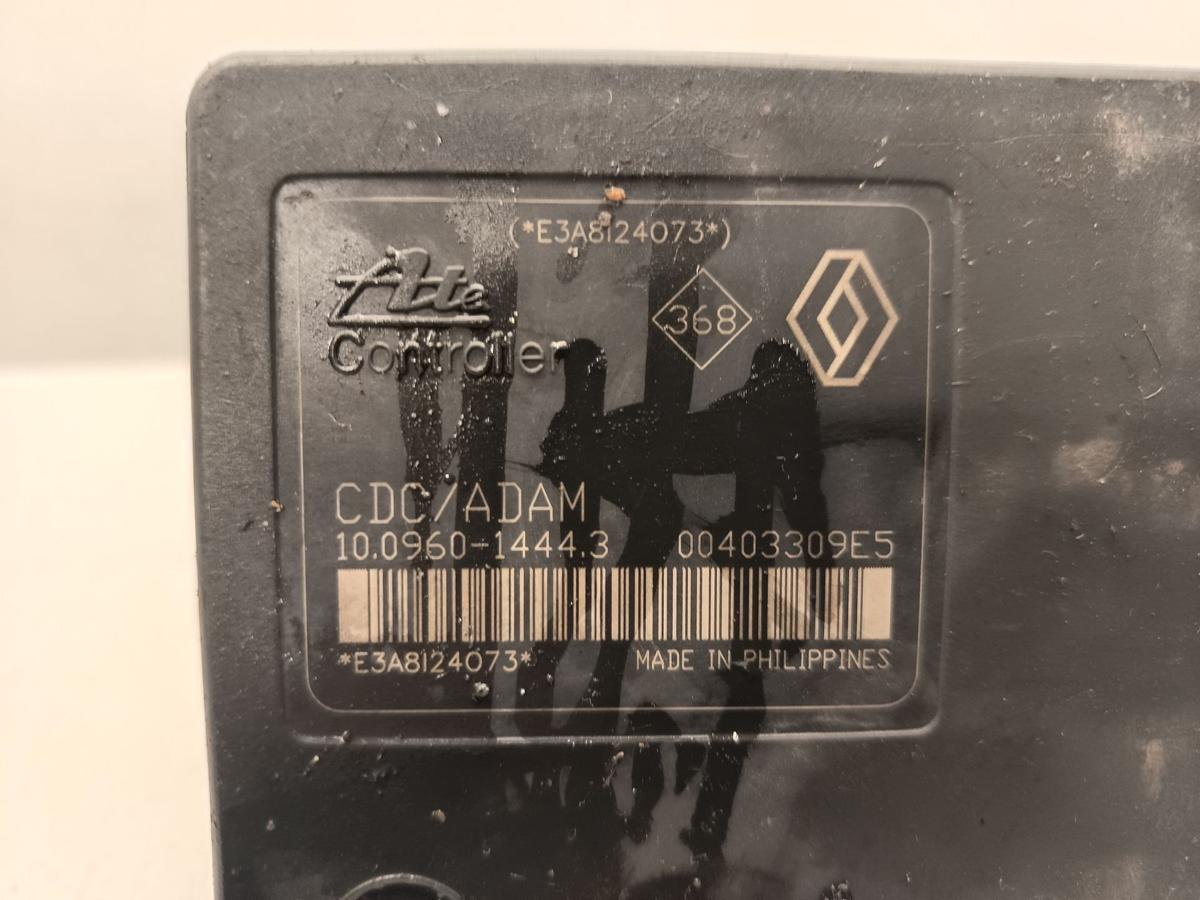 (*E3A8124073*)
Ate
Controller
368
CDC/ADAM
10.0960-1444.3 00403309E5
*E3A8124073* MADE IN PHILIPPINES